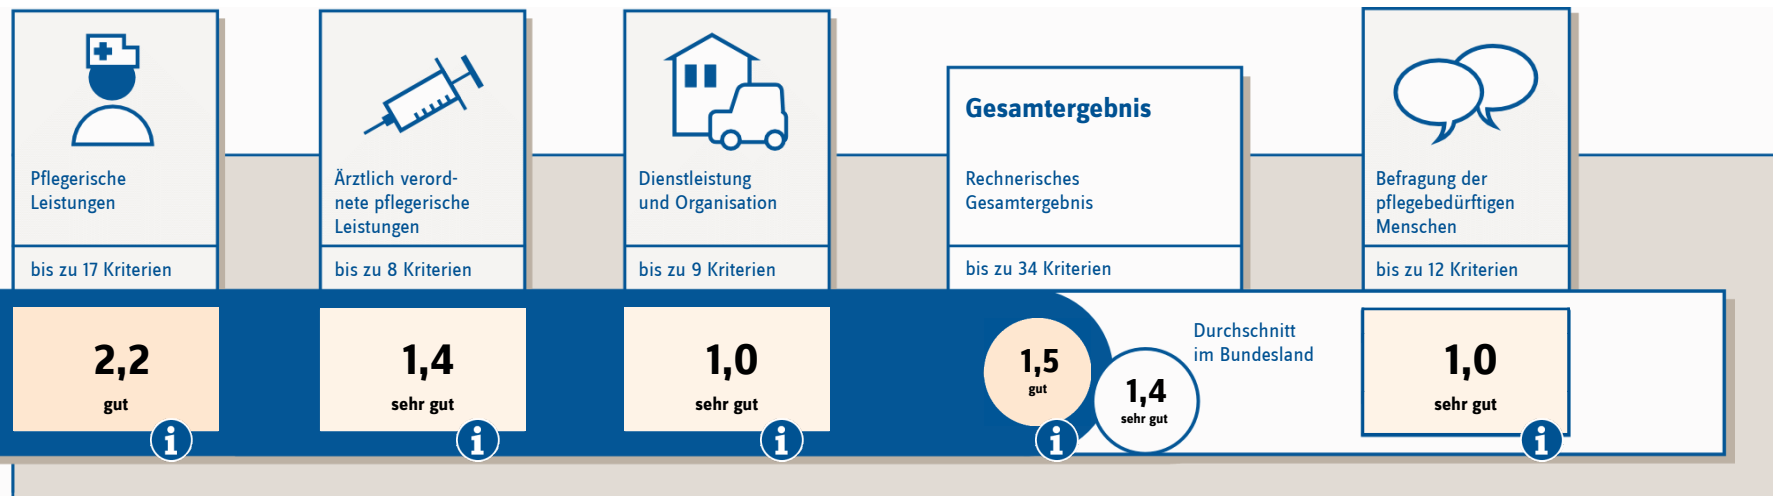 Pflegerische
Leistungen
bis zu 17 Kriterien
2,2
gut
i
Ärztlich verord-
nete pflegerische
Leistungen
bis zu 8 Kriterien
1,4
sehr gut
i
Dienstleistung
und Organisation
bis zu 9 Kriterien
1,0
sehr gut
i
Gesamtergebnis
Rechnerisches
Gesamtergebnis
bis zu 34 Kriterien
1,5
gut
i
1,4
sehr gut
Durchschnitt
im Bundesland
Befragung der
pflegebedürftigen
Menschen
bis zu 12 Kriterien
1,0
sehr gut
i